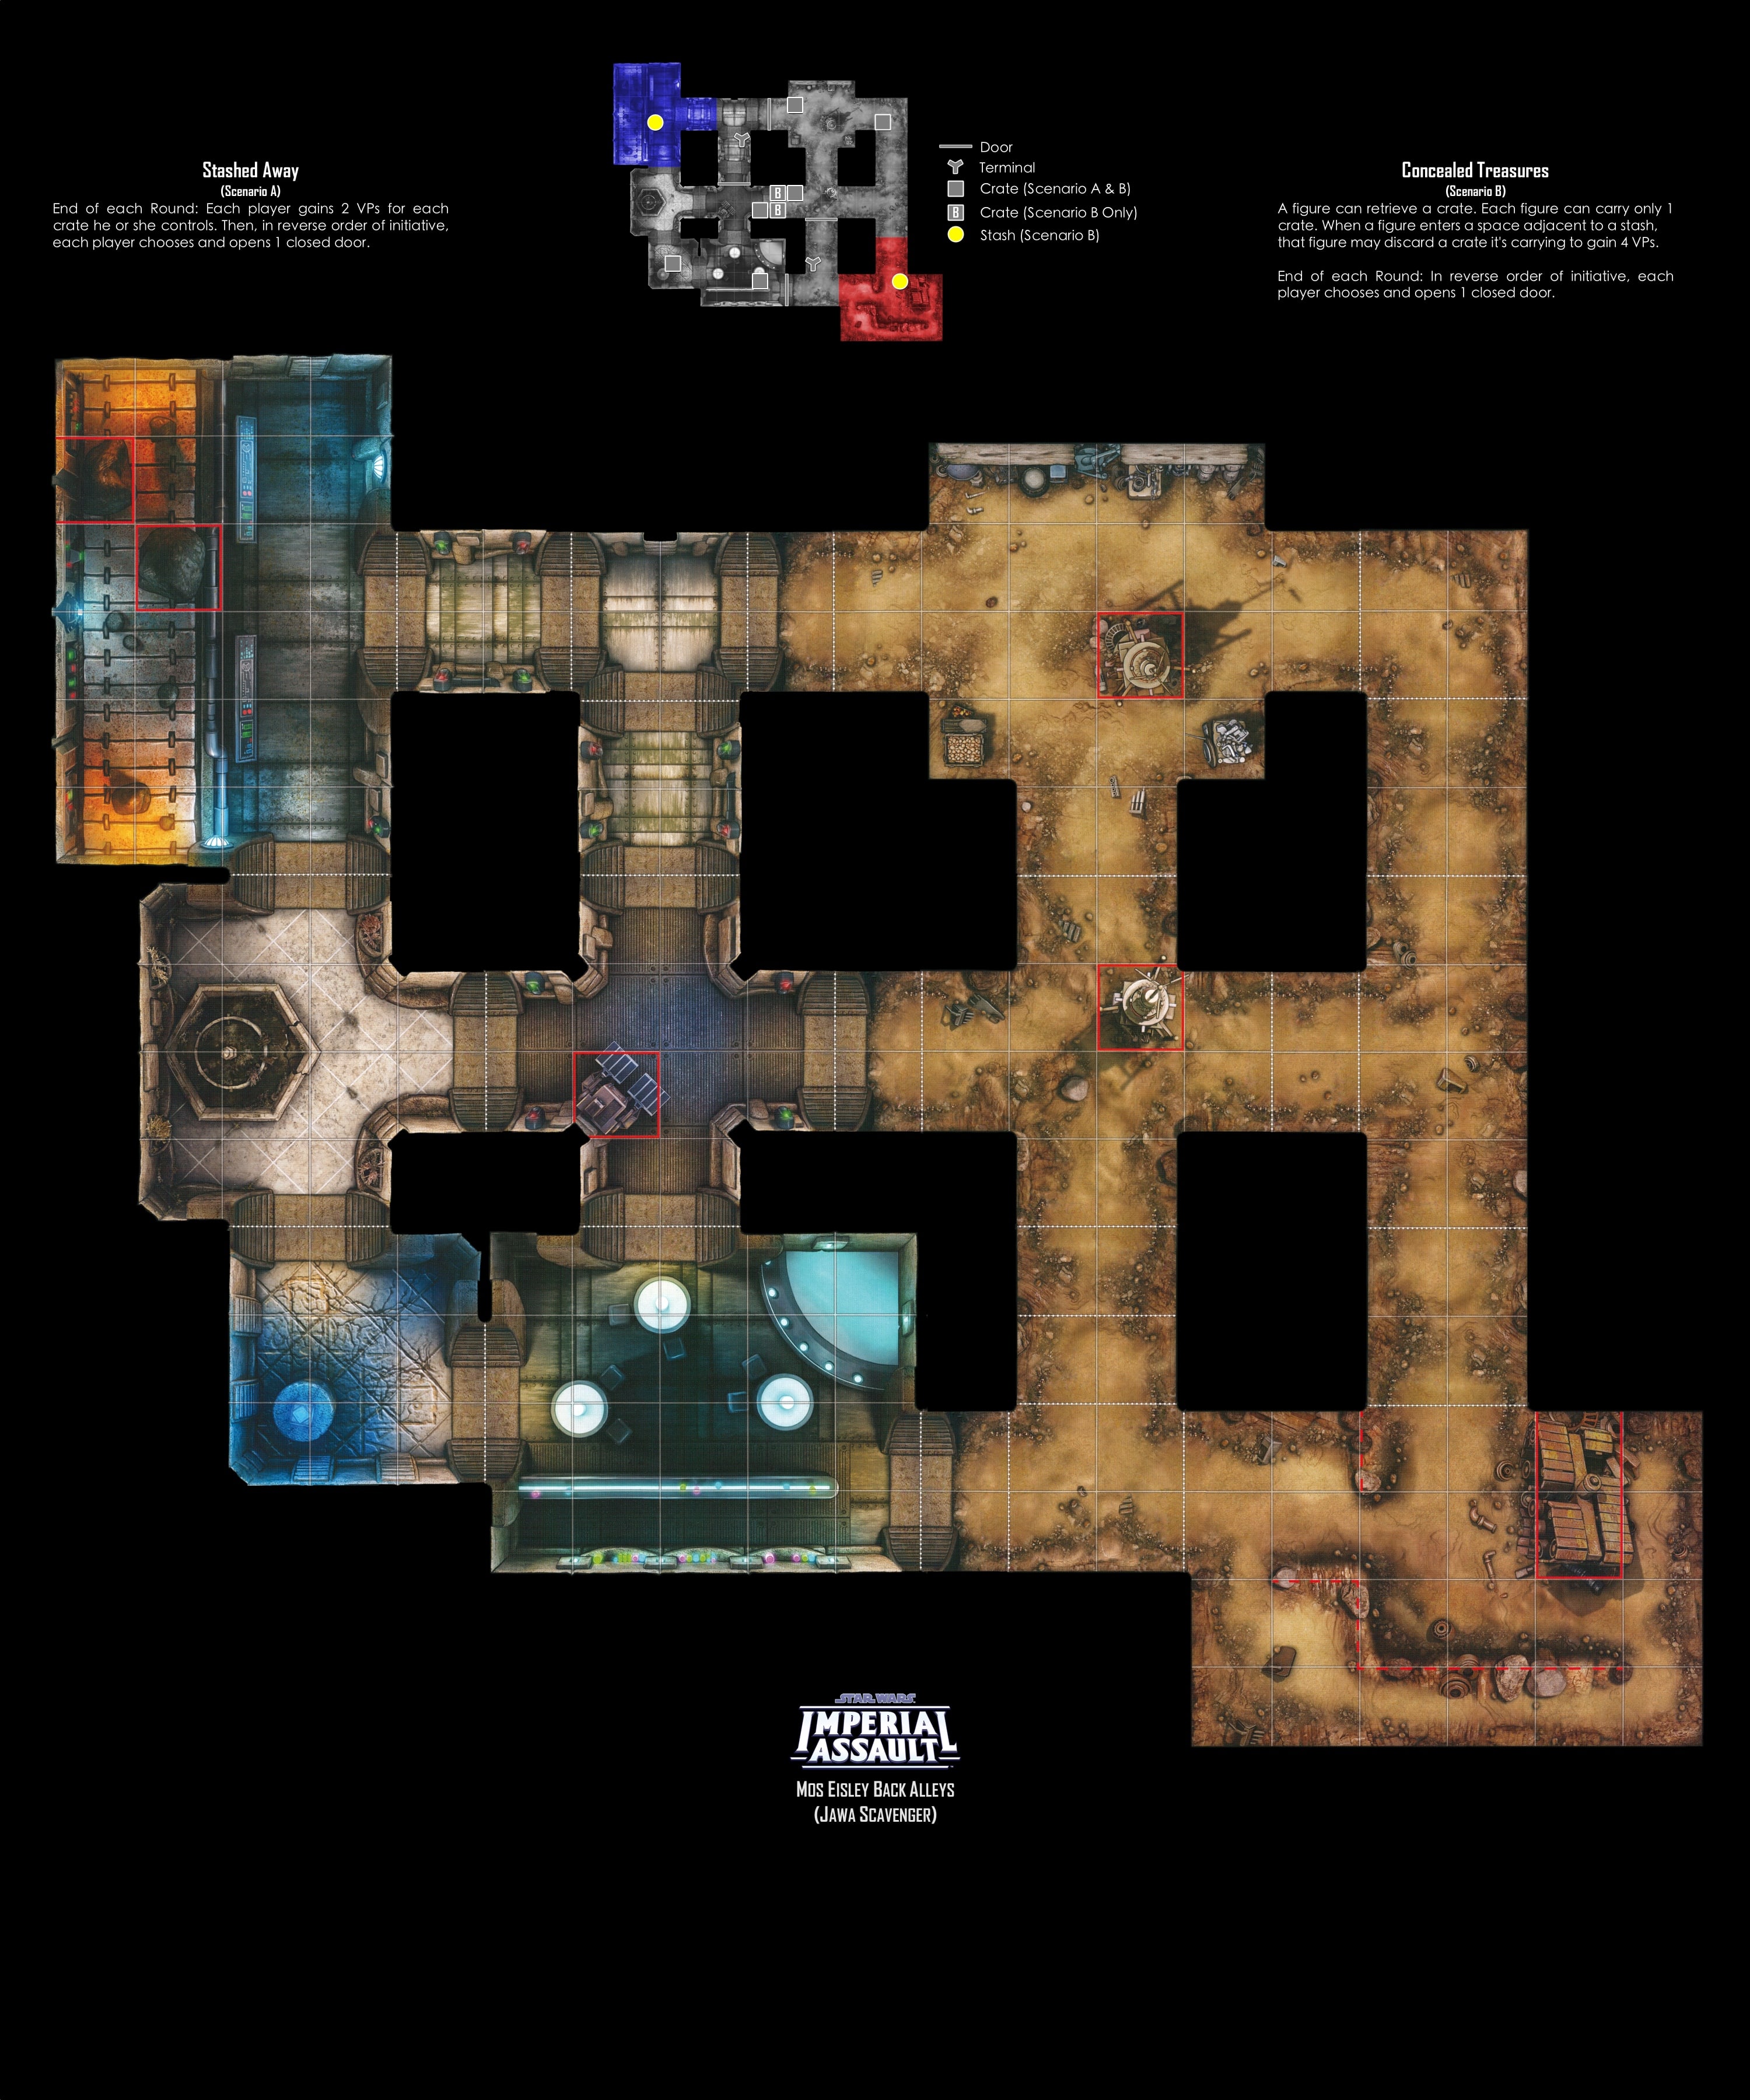 Stashed Away
(Scenario A)
End of each Round: Each player gains 2 VPs for each
crate he or she controls. Then, in reverse order of initiative,
each player chooses and opens 1 closed door.
B
B
Door
Terminal
Crate (Scenario A & B)
B Crate (Scenario B Only)
Stash (Scenario B)
Concealed Treasures
(Scenario B)
A figure can retrieve a crate. Each figure can carry only 1
crate. When a figure enters a space adjacent to a stash,
that figure may discard a crate it's carrying to gain 4 VPs.
End of each Round: In reverse order of initiative, each
player chooses and opens 1 closed door.
STAR WARS
IMPERIAL
ASSAULT
Mos Eisley Back Alleys
(Jawa Scavenger)